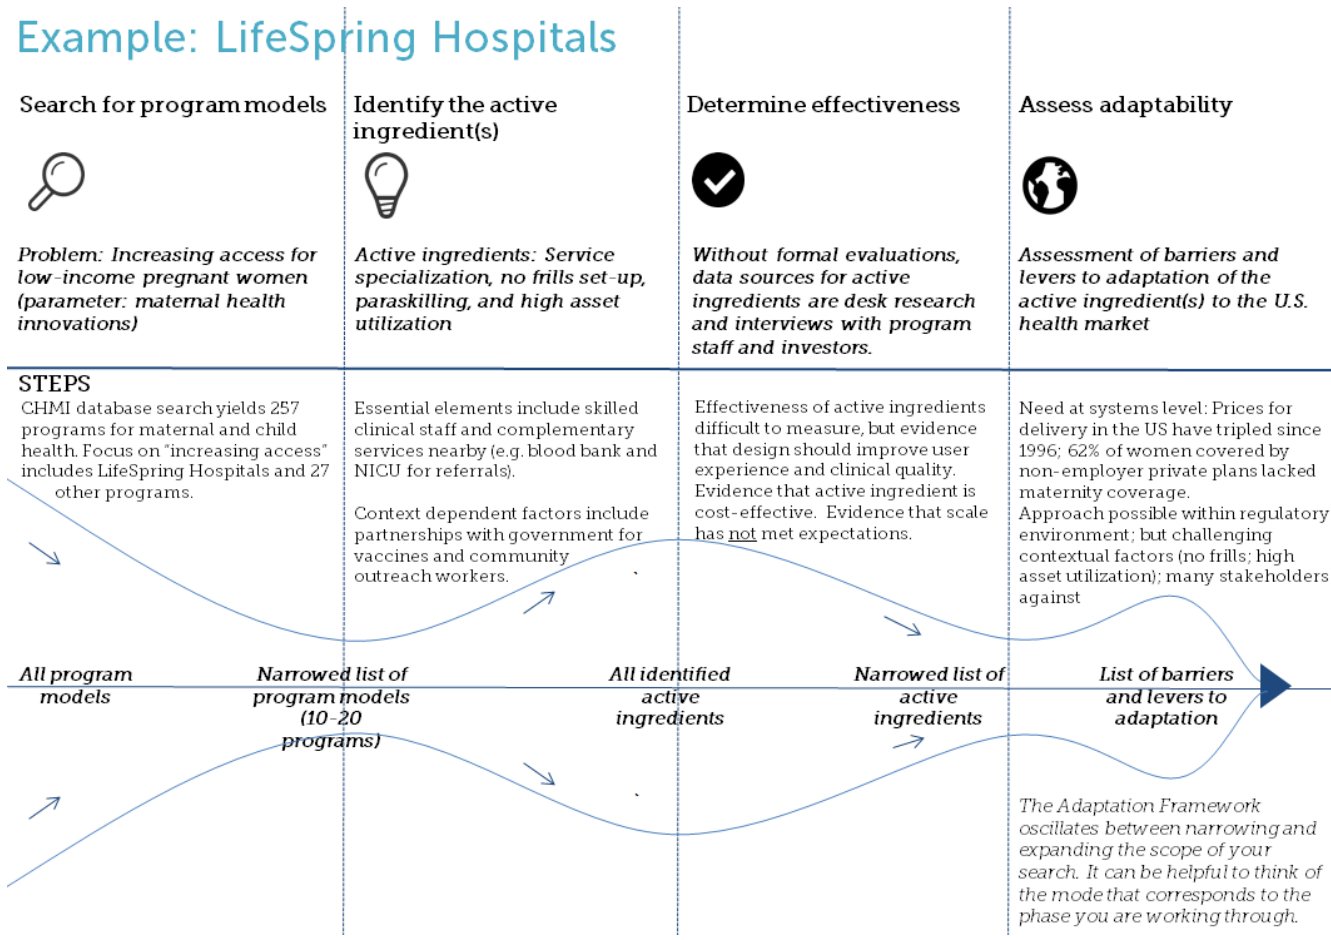 Example: LifeSpring Hospitals
Search for program models
Identify the active
ingredient(s)
Determine effectiveness
Assess adaptability
Problem: Increasing access for
low-income pregnant women
(parameter: maternal health
innovations)
Active ingredients: Service
specialization, no frills set-up,
paraskilling, and high asset
utilization
Without formal evaluations,
data sources for active
ingredients are desk research
and interviews with program
staff and investors.
Assessment of barriers and
levers to adaptation of the
active ingredient(s) to the U.S.
health market
STEPS
CHMI database search yields 257
programs for maternal and child
health. Focus on "increasing access"
includes LifeSpring Hospitals and 27
other programs.
Essential elements include skilled
clinical staff and complementary
services nearby (e.g. blood bank and
NICU for referrals).
Context dependent factors include
partnerships with government for
vaccines and community
outreach workers.
Effectiveness of active ingredients
difficult to measure, but evidence
that design should improve user
experience and clinical quality.
Evidence that active ingredient is
cost-effective. Evidence that scale
has not met expectations.
Need at systems level: Prices for
delivery in the US have tripled since
1996; 62% of women covered by
non-employer private plans lacked
maternity coverage.
Approach possible within regulatory
environment; but challenging
contextual factors (no frills; high
asset utilization); many stakeholders
against
All program
models
Narrowed list of
program models
(10-20
programs)
All identified
active
ingredients
Narrowed list of
active
ingredients
List of barriers
and levers to
adaptation
The Adaptation Framework
oscillates between narrowing and
expanding the scope of your
search. It can be helpful to think of
the mode that corresponds to the
phase you are working through.